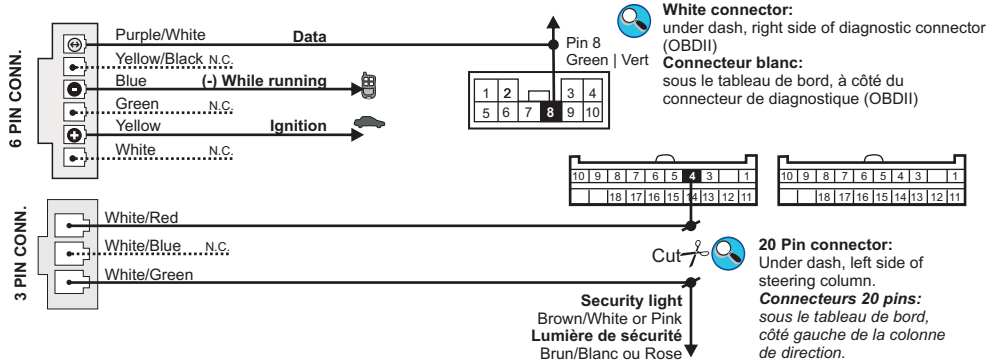 6 PIN CONN.
Purple/White Data
Yellow/Black N.C.
Blue (-) While running
Green N.C.
Yellow Ignition
White N.C.
Pin 8
Green | Vert
1 2 3 4
5 6 7 8 9 10
White connector:
under dash, right side of diagnostic connector
(OBDII)
Connecteur blanc:
sous le tableau de bord, à côté du
connecteur de diagnostique (OBDII)
10 9 8 7 6 5 4 3 1
18 17 16 15 14 13 12 11
10 9 8 7 6 5 4 3 1
18 17 16 15 14 13 12 11
3 PIN CONN.
White/Red
White/Blue N.C.
White/Green
Cut
20 Pin connector:
Under dash, left side of
steering column.
Connecteurs 20 pins:
sous le tableau de bord,
côté gauche de la colonne
de direction.
Security light
Brown/White or Pink
Lumière de sécurité
Brun/Blanc ou Rose